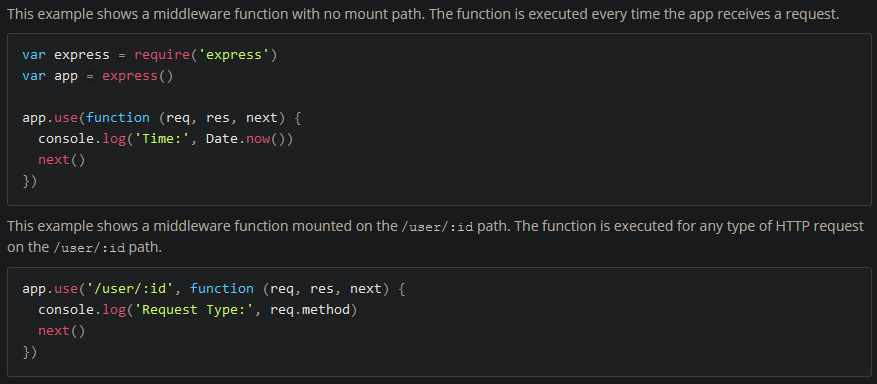 This example shows a middleware function with no mount path. The function is executed every time the app receives a request.
var express = require('express')
var app = express()
app.use(function (req, res, next) {
  console.log('Time:', Date.now())
  next()
})
This example shows a middleware function mounted on the /user/:id path. The function is executed for any type of HTTP request
on the /user/:id path.
app.use('/user/:id', function (req, res, next) {
  console.log('Request Type:', req.method)
  next()
})